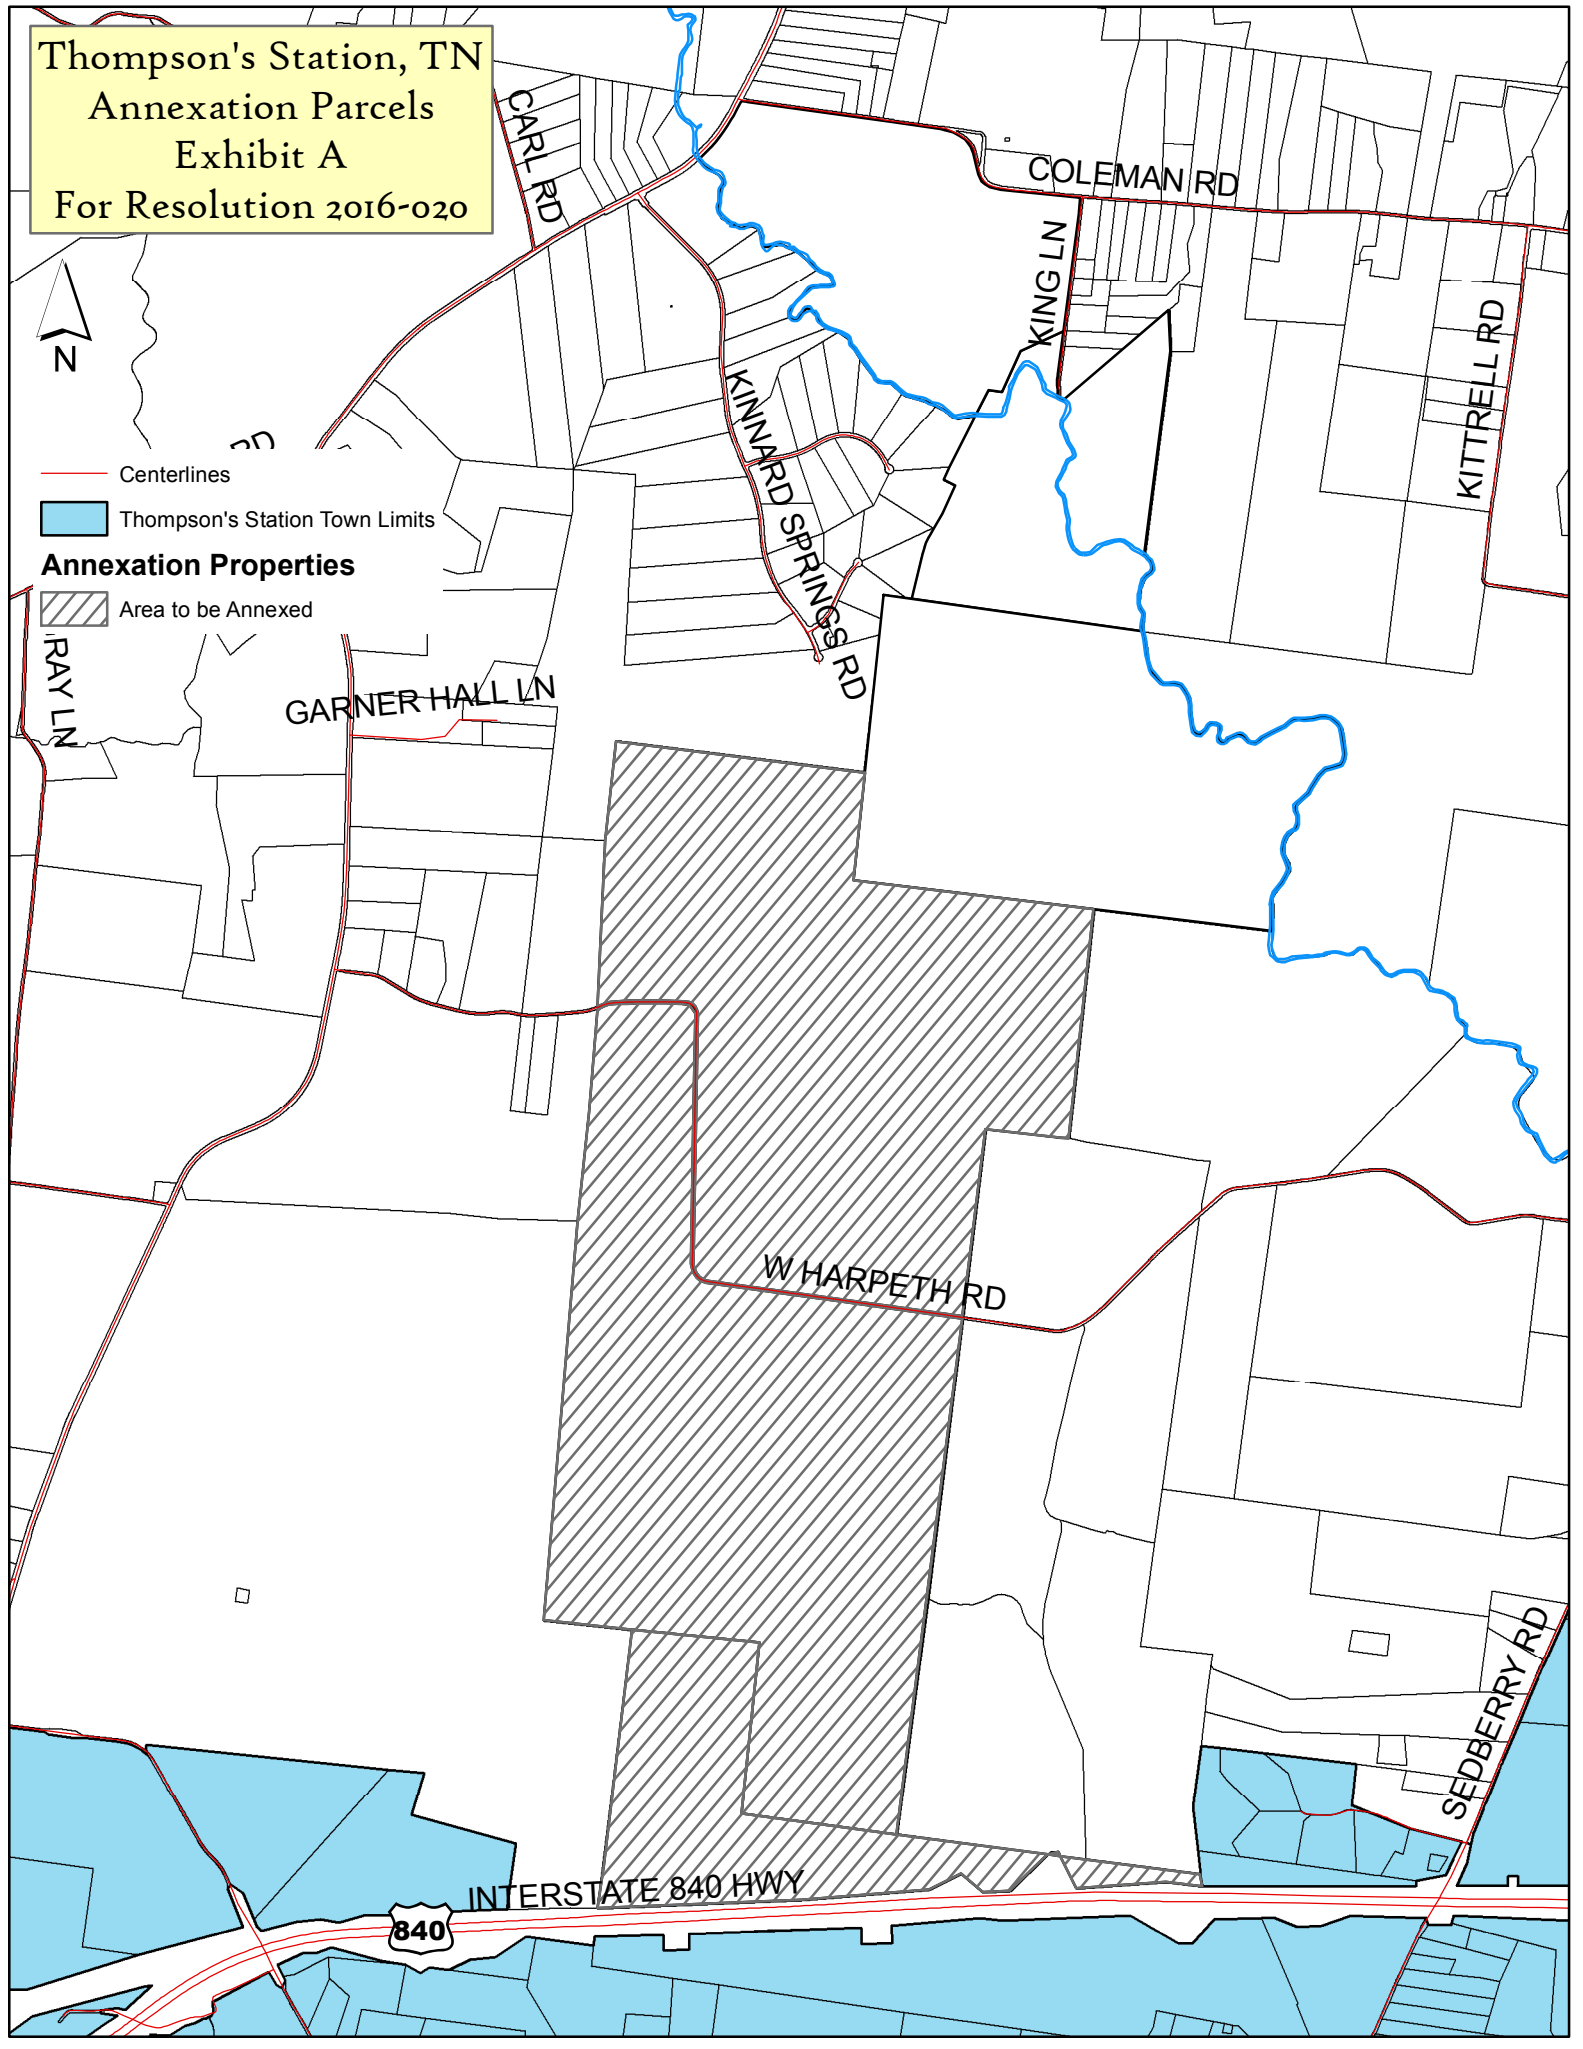 Thompson's Station, TN
Annexation Parcels
Exhibit A
For Resolution 2016-020
N
CARL RD
COLEMAN RD
KING LN
KITTRELL RD
KINNARD SPRINGS RD
RD
Centerlines
Thompson's Station Town Limits
Annexation Properties
Area to be Annexed
RAY LN
GARNER HALL LN
W HARPETH RD
SEDBERRY RD
INTERSTATE 840 HWY
840